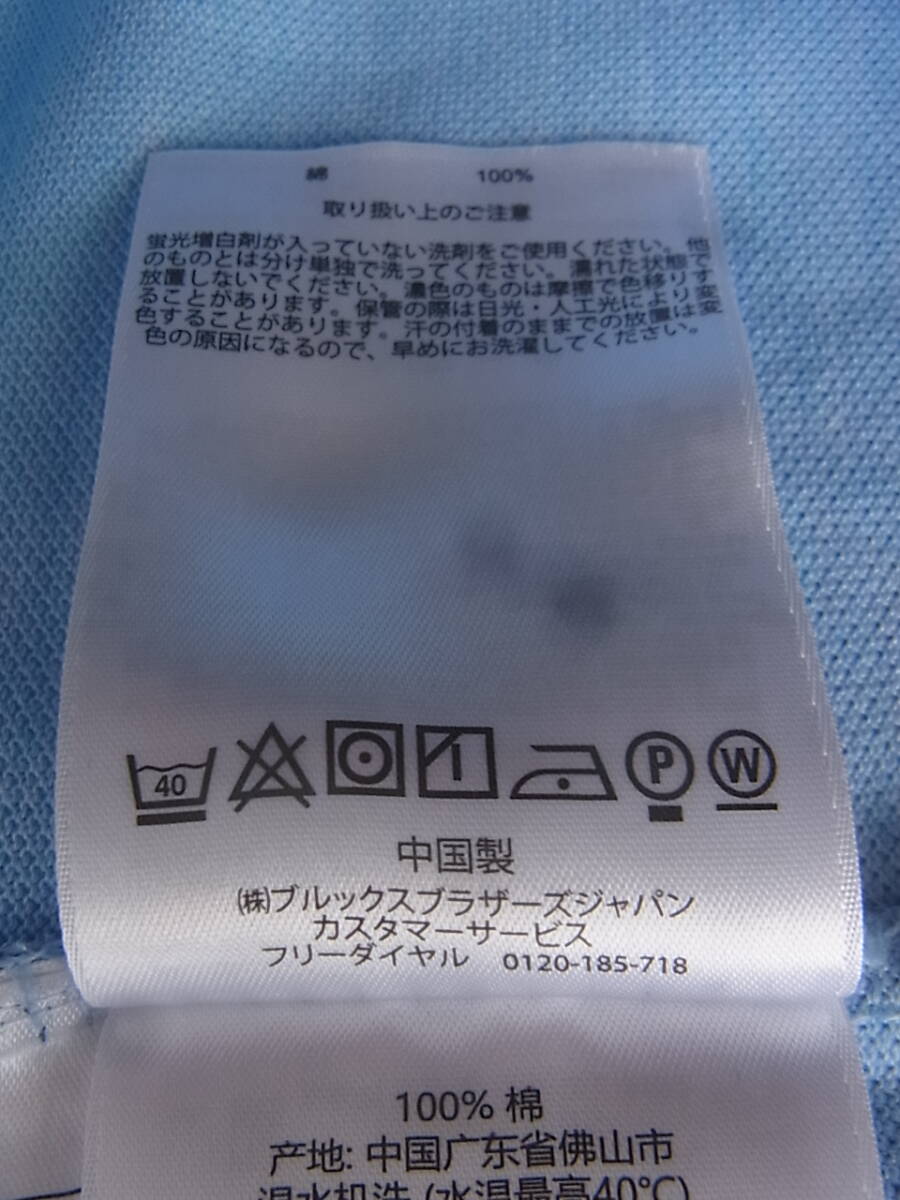 綿 100%
取り扱い上のご注意
蛍光増白剤が入っていない洗剤をご使用ください。他
のものとは分け単独で洗ってください。濡れた状態で
放置しないでください。濃色のものは摩擦で色移りす
ることがあります。保管の際は日光・人工光により変
色することがあります。汗の付着のままでの放置は変
色の原因になるので、早めにお洗濯してください。
40 P W
中国製
㈱ブルックスブラザーズジャパン
カスタマーサービス
フリーダイヤル 0120-185-718
100% 棉
产地: 中国广东省佛山市
温水机洗 (水温最高40℃)